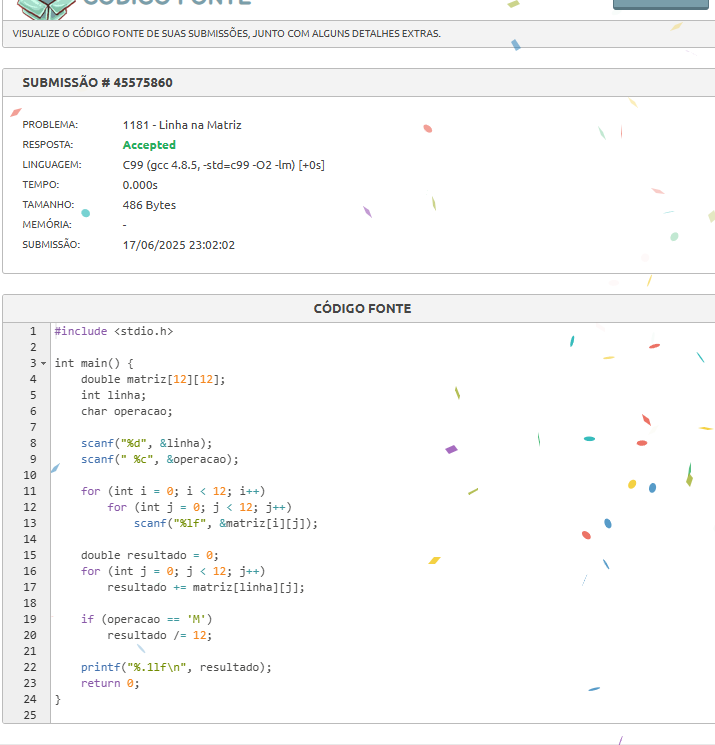 CÓDIGO FONTE
VISUALIZE O CÓDIGO FONTE DE SUAS SUBMISSÕES, JUNTO COM ALGUNS DETALHES EXTRAS.
SUBMISSÃO # 45575860
PROBLEMA: 1181 - Linha na Matriz
RESPOSTA: Accepted
LINGUAGEM: C99 (gcc 4.8.5, -std=c99 -O2 -lm) [+0s]
TEMPO: 0.000s
TAMANHO: 486 Bytes
MEMÓRIA: -
SUBMISSÃO: 17/06/2025 23:02:02
CÓDIGO FONTE
1 #include <stdio.h>
2
3 int main() {
4     double matriz[12][12];
5     int linha;
6     char operacao;
7
8     scanf("%d", &linha);
9     scanf(" %c", &operacao);
10
11     for (int i = 0; i < 12; i++)
12         for (int j = 0; j < 12; j++)
13             scanf("%lf", &matriz[i][j]);
14
15     double resultado = 0;
16     for (int j = 0; j < 12; j++)
17         resultado += matriz[linha][j];
18
19     if (operacao == 'M')
20         resultado /= 12;
21
22     printf("%.1lf\n", resultado);
23     return 0;
24 }
25